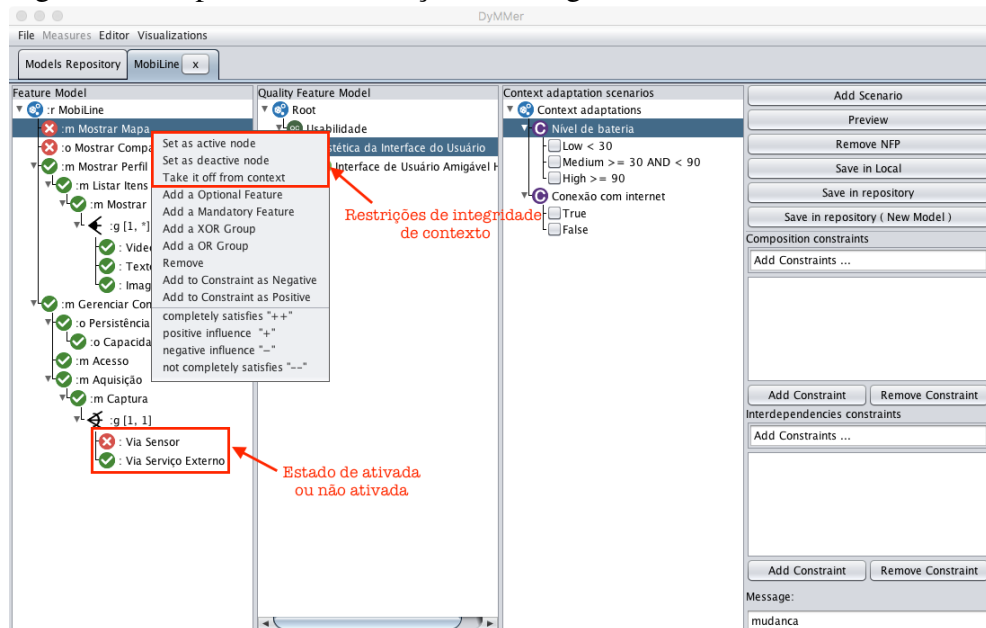 DyMMer
File Measures Editor Visualizations
Models Repository
MobiLine x
Feature Model
:r MobiLine
:m Mostrar Mapa
:o Mostrar Compa
:m Mostrar Perfil
:m Listar Itens
:m Mostrar
:g [1, *]
: Vide
: Text
: Imag
:m Gerenciar Con
:o Persistência
:o Capacida
:m Acesso
:m Aquisição
:m Captura
:g [1, 1]
: Via Sensor
: Via Serviço Externo
Set as active node
Set as deactive node
Take it off from context
Add a Optional Feature
Add a Mandatory Feature
Add a XOR Group
Add a OR Group
Remove
Add to Constraint as Negative
Add to Constraint as Positive
completely satisfies "++"
positive influence "+"
negative influence "–"
not completely satisfies "--"
Quality Feature Model
Root
Usabilidade
stética da Interface do Usuário
Interface de Usuário Amigável H
Restrições de integridade
de contexto
Estado de ativada
ou não ativada
Context adaptation scenarios
Context adaptations
Nível de bateria
Low < 30
Medium >= 30 AND < 90
High >= 90
Conexão com internet
True
False
Add Scenario
Preview
Remove NFP
Save in Local
Save in repository
Save in repository ( New Model )
Composition constraints
Add Constraints ...
Add Constraint
Remove Constraint
Interdependencies constraints
Add Constraints ...
Add Constraint
Remove Constraint
Message:
mudanca